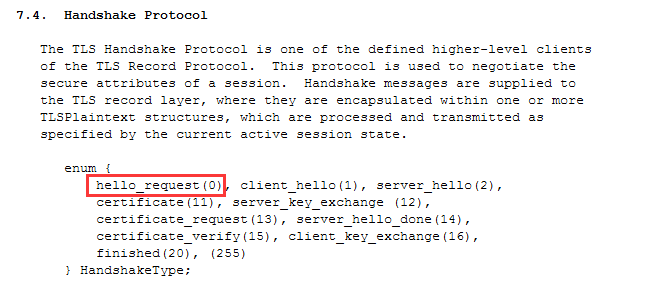 7.4. Handshake Protocol
The TLS Handshake Protocol is one of the defined higher-level clients
of the TLS Record Protocol. This protocol is used to negotiate the
secure attributes of a session. Handshake messages are supplied to
the TLS record layer, where they are encapsulated within one or more
TLSPlaintext structures, which are processed and transmitted as
specified by the current active session state.
enum {
hello_request(0), client_hello(1), server_hello(2),
certificate(11), server_key_exchange (12),
certificate_request(13), server_hello_done(14),
certificate_verify(15), client_key_exchange(16),
finished(20), (255)
} HandshakeType;